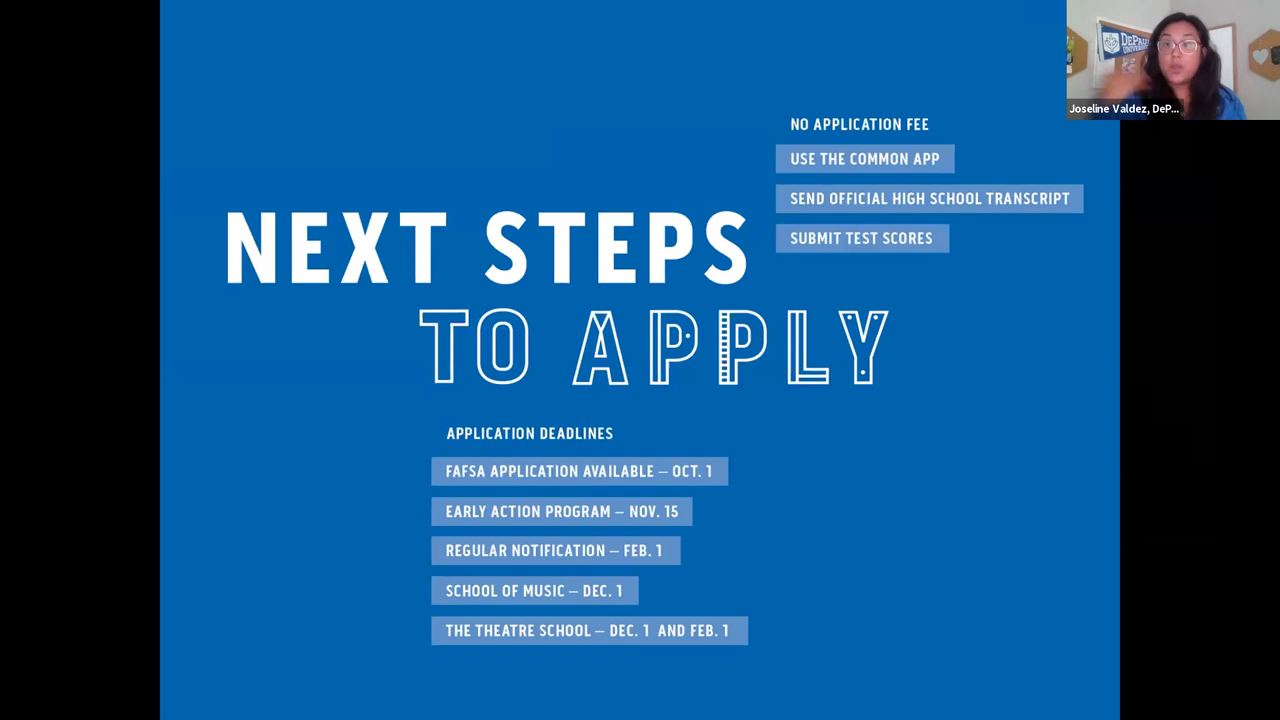 NO APPLICATION FEE
USE THE COMMON APP
SEND OFFICIAL HIGH SCHOOL TRANSCRIPT
SUBMIT TEST SCORES
NEXT STEPS
TO APPLY
APPLICATION DEADLINES
FAFSA APPLICATION AVAILABLE – OCT. 1
EARLY ACTION PROGRAM – NOV. 15
REGULAR NOTIFICATION – FEB. 1
SCHOOL OF MUSIC – DEC. 1
THE THEATRE SCHOOL – DEC. 1 AND FEB. 1
Joseline Valdez, DeP...